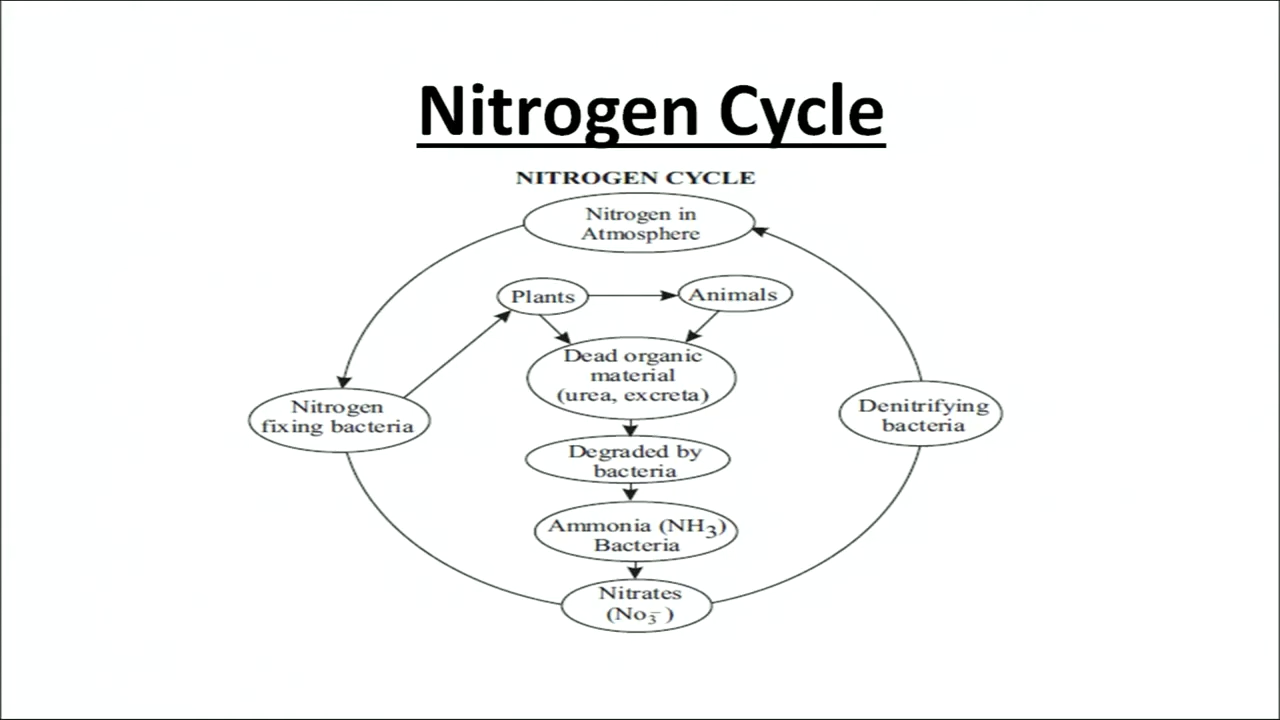 Nitrogen Cycle
NITROGEN CYCLE
Nitrogen in
Atmosphere
Plants
Animals
Dead organic
material
(urea, excreta)
Nitrogen
fixing bacteria
Denitrifying
bacteria
Degraded by
bacteria
Ammonia (NH₃)
Bacteria
Nitrates
(No₃⁻)